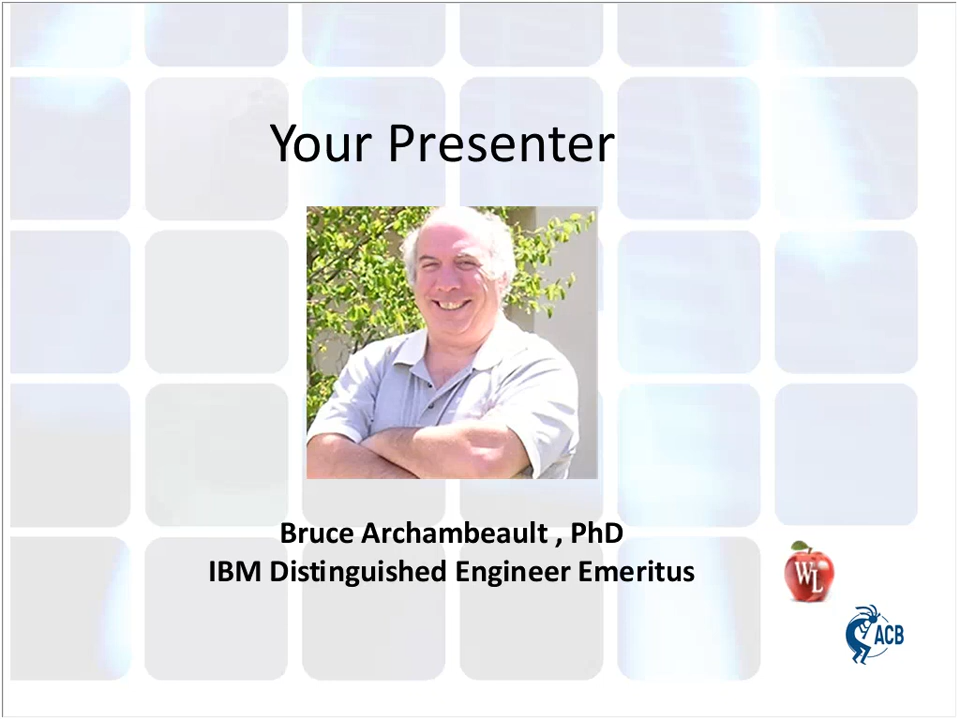 Your Presenter
Bruce Archambeault , PhD
IBM Distinguished Engineer Emeritus
WL
ACB